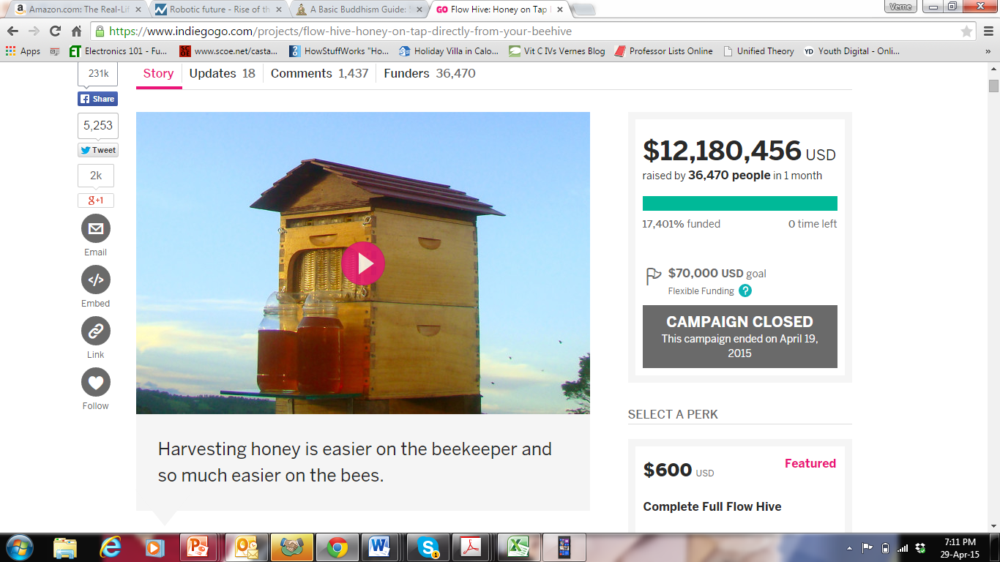 Amazon.com: The Real-Lif
Robotic future - Rise of th
A Basic Buddhism Guide:
GO Flow Hive: Honey on Tap
Verne
https://www.indiegogo.com/projects/flow-hive-honey-on-tap-directly-from-your-beehive
Apps
ET Electronics 101 - Fu...
www.scoe.net/casta...
HowStuffWorks "Ho...
Holiday Villa in Calo...
Vit C IVs Vernes Blog
Professor Lists Online
Unified Theory
YD Youth Digital - Onli...
»
231k
Share
5,253
Tweet
2k
g+1
Email
Embed
Link
Follow
Story Updates 18 Comments 1,437 Funders 36,470
Harvesting honey is easier on the beekeeper and
so much easier on the bees.
$12,180,456 USD
raised by 36,470 people in 1 month
17,401% funded 0 time left
$70,000 USD goal
Flexible Funding ?
CAMPAIGN CLOSED
This campaign ended on April 19,
2015
SELECT A PERK
$600 USD Featured
Complete Full Flow Hive
7:11 PM
29-Apr-15